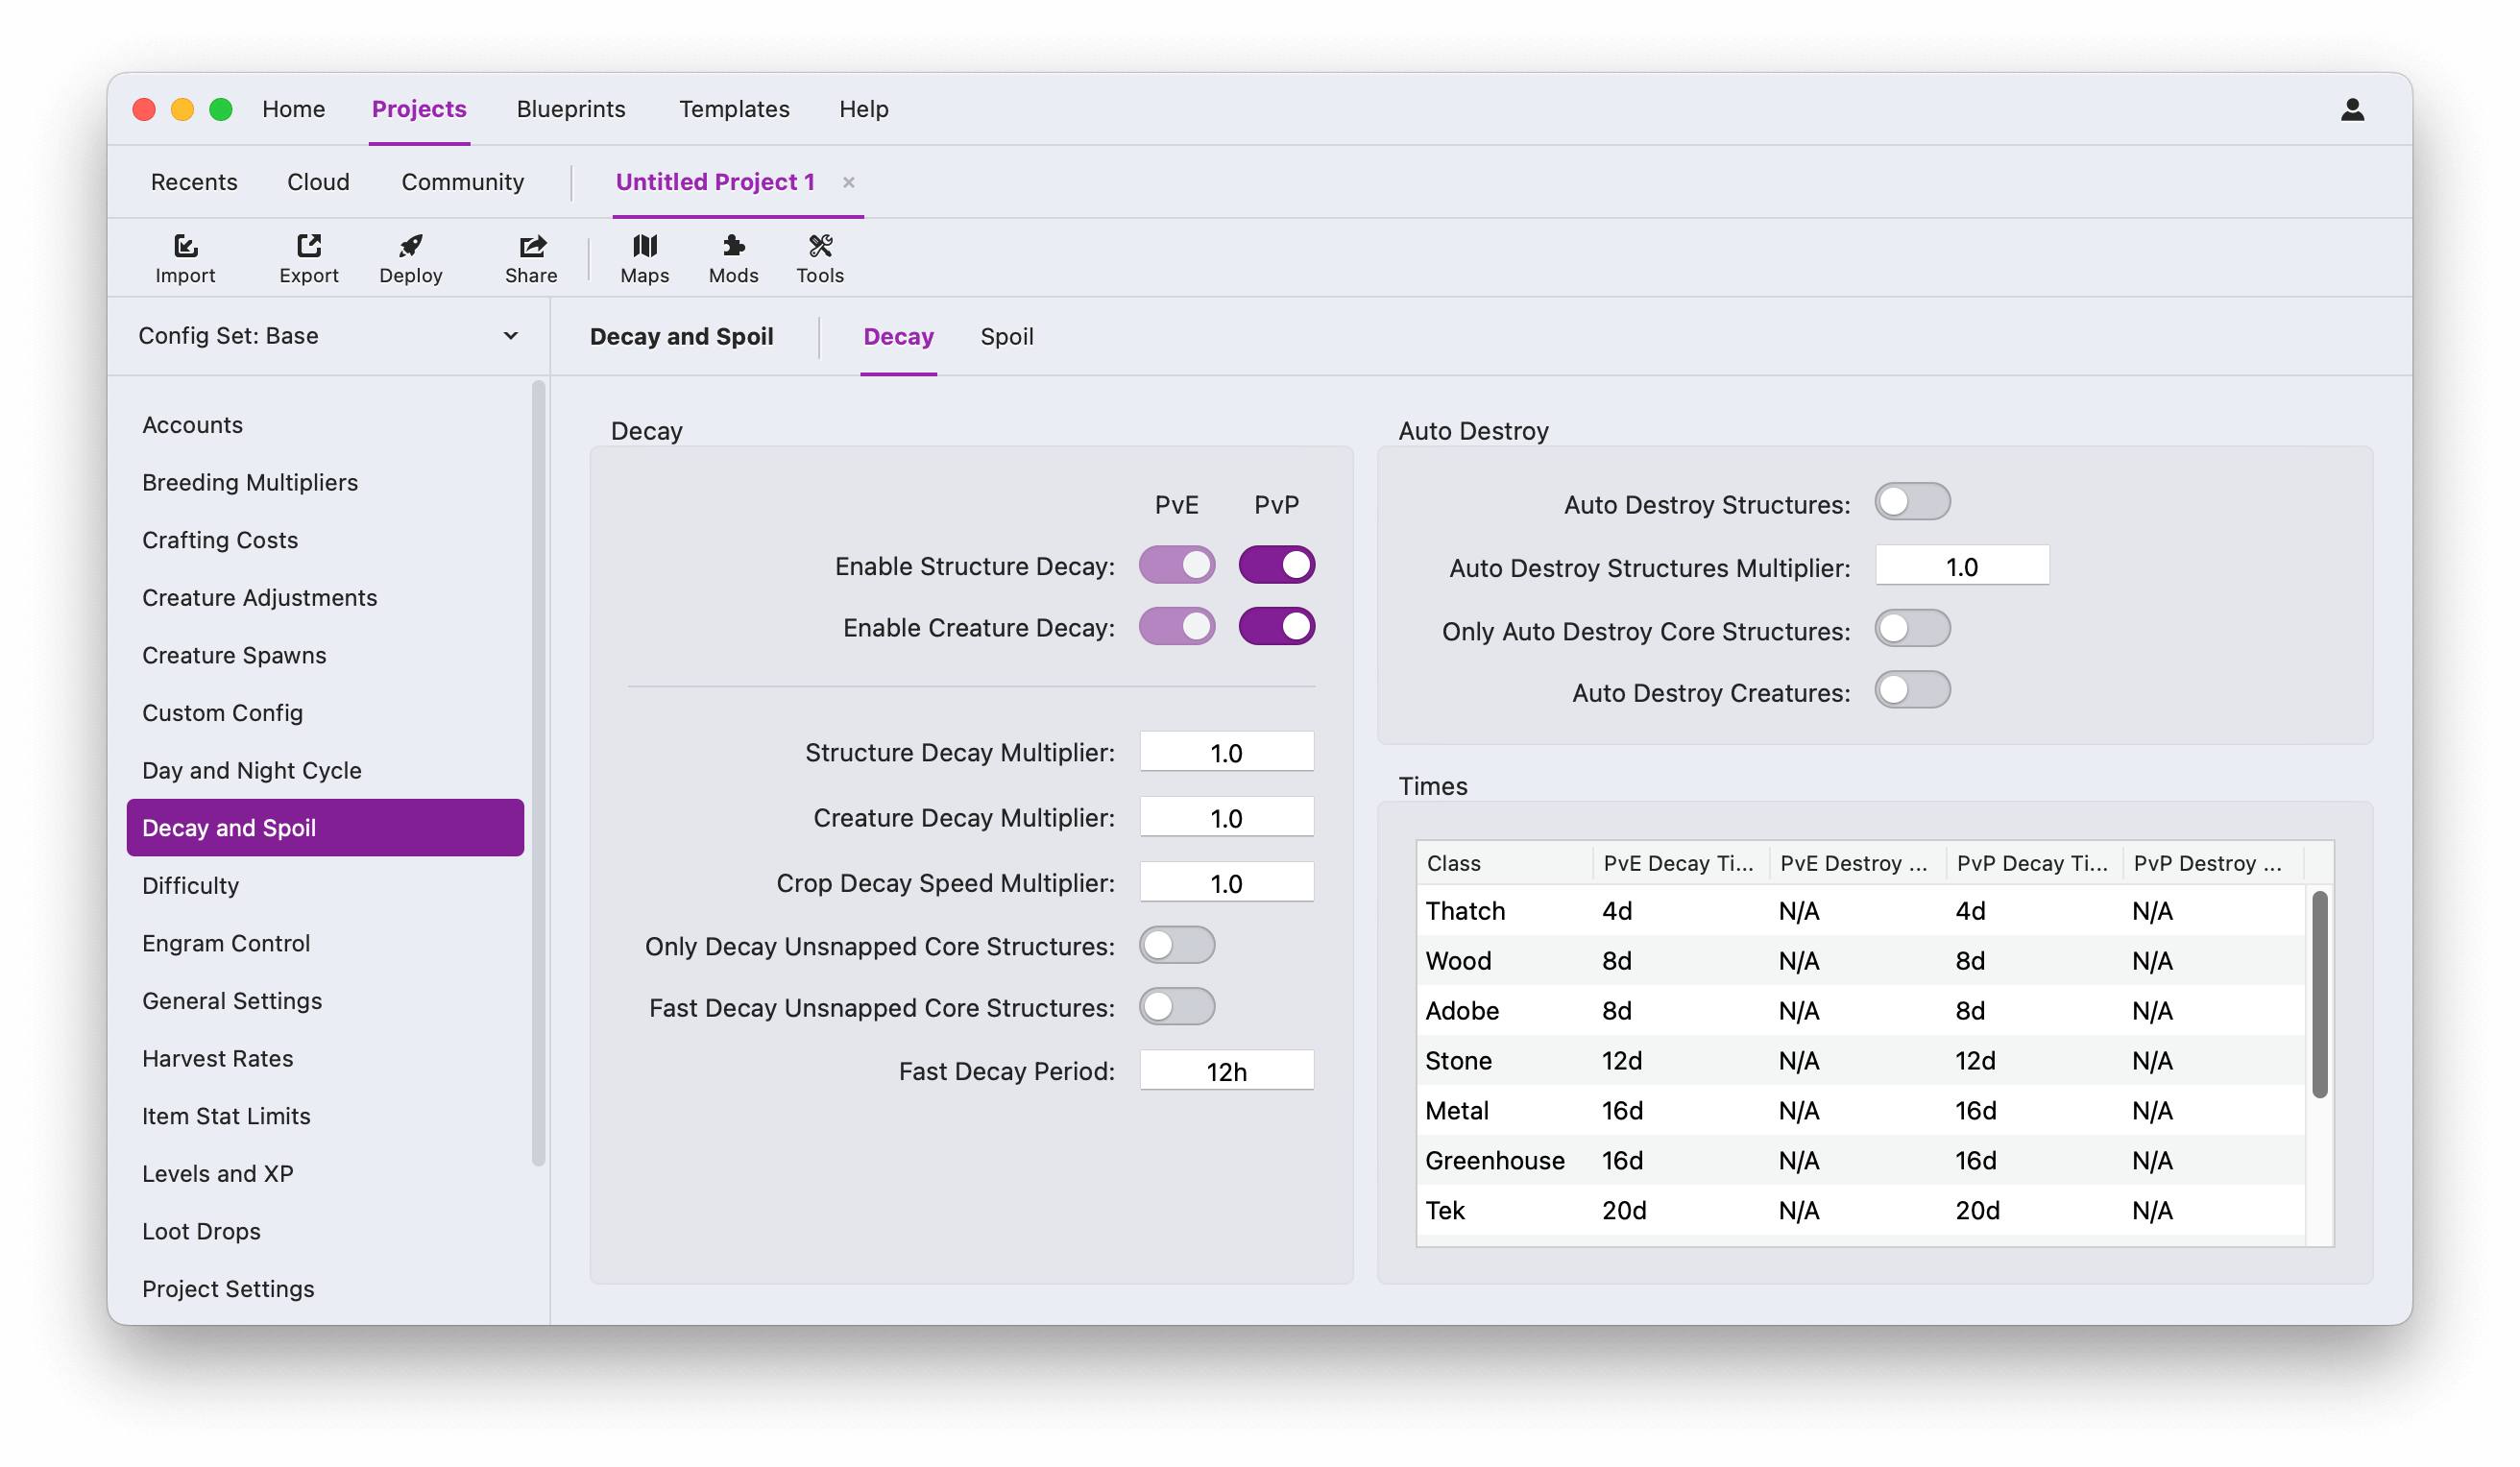 Home Projects Blueprints Templates Help
Recents Cloud Community Untitled Project 1 ×
Import Export Deploy Share Maps Mods Tools
Config Set: Base
Decay and Spoil Decay Spoil
Accounts
Breeding Multipliers
Crafting Costs
Creature Adjustments
Creature Spawns
Custom Config
Day and Night Cycle
Decay and Spoil
Difficulty
Engram Control
General Settings
Harvest Rates
Item Stat Limits
Levels and XP
Loot Drops
Project Settings
Decay
PvE PvP
Enable Structure Decay:
Enable Creature Decay:
Structure Decay Multiplier: 1.0
Creature Decay Multiplier: 1.0
Crop Decay Speed Multiplier: 1.0
Only Decay Unsnapped Core Structures:
Fast Decay Unsnapped Core Structures:
Fast Decay Period: 12h
Auto Destroy
Auto Destroy Structures:
Auto Destroy Structures Multiplier: 1.0
Only Auto Destroy Core Structures:
Auto Destroy Creatures:
Times
Class PvE Decay Ti... PvE Destroy ... PvP Decay Ti... PvP Destroy ...
Thatch 4d N/A 4d N/A
Wood 8d N/A 8d N/A
Adobe 8d N/A 8d N/A
Stone 12d N/A 12d N/A
Metal 16d N/A 16d N/A
Greenhouse 16d N/A 16d N/A
Tek 20d N/A 20d N/A